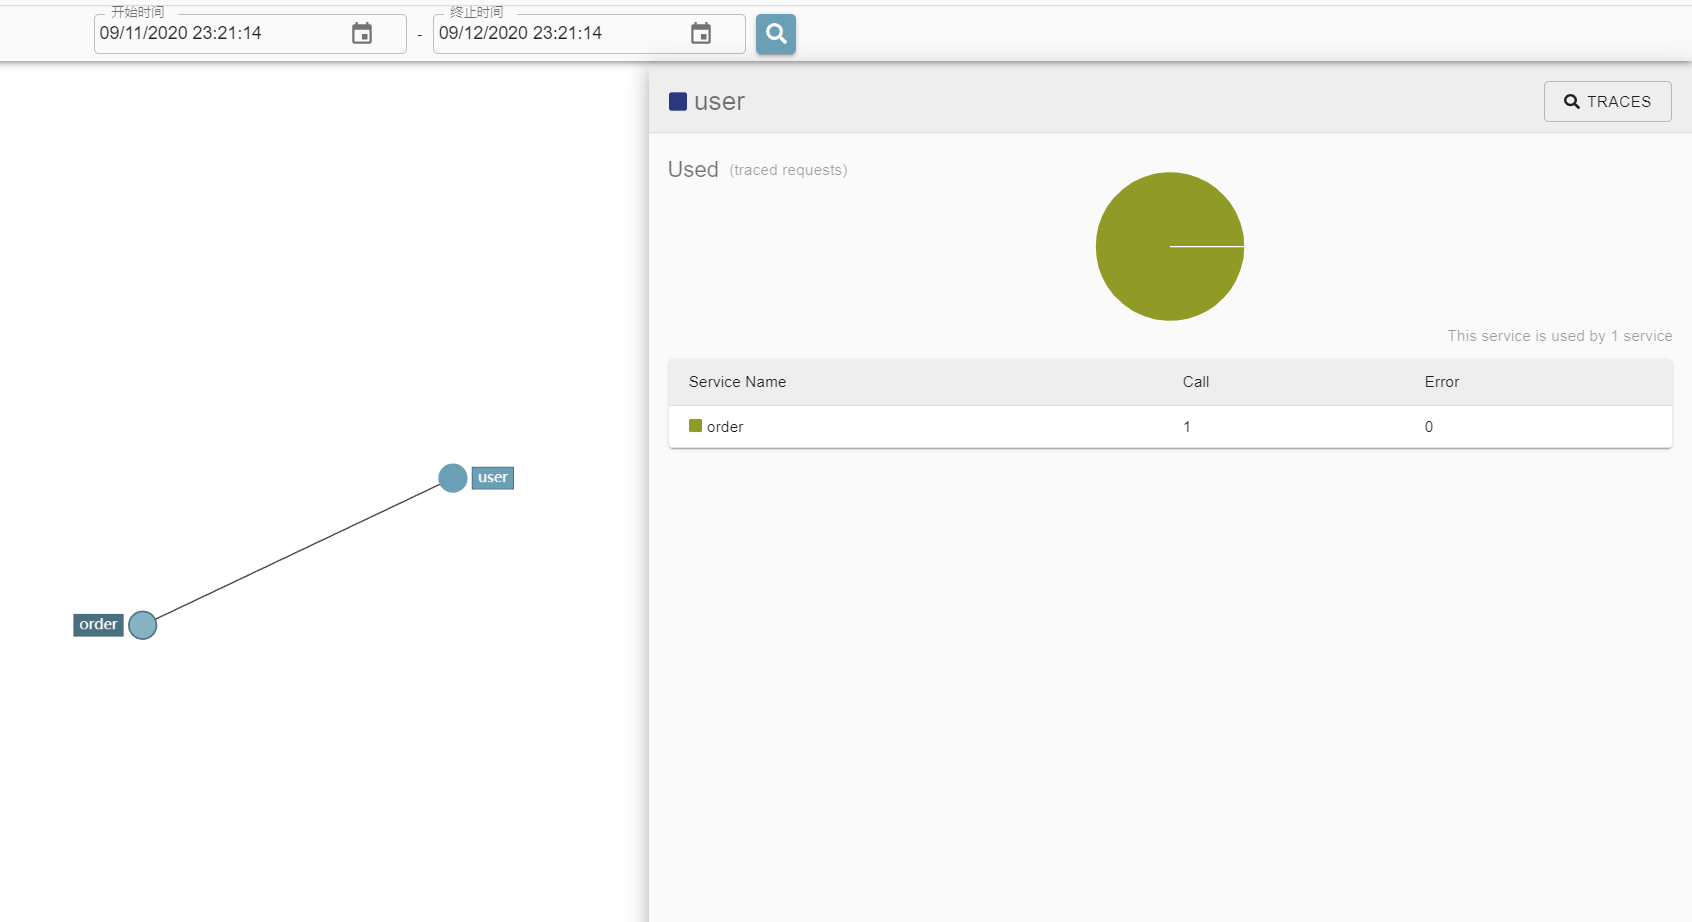 开始时间
终止时间
09/11/2020 23:21:14 - 09/12/2020 23:21:14
user
TRACES
Used (traced requests)
This service is used by 1 service
Service Name Call Error
order 1 0
user
order